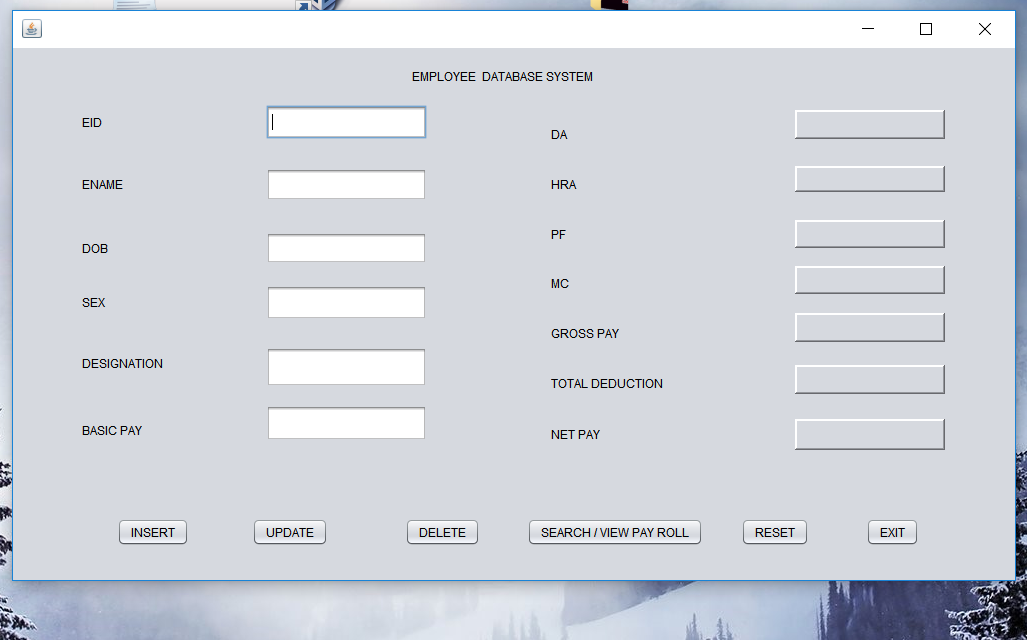 EMPLOYEE  DATABASE SYSTEM
EID
ENAME
DOB
SEX
DESIGNATION
BASIC PAY
DA
HRA
PF
MC
GROSS PAY
TOTAL DEDUCTION
NET PAY
INSERT UPDATE DELETE SEARCH / VIEW PAY ROLL RESET EXIT